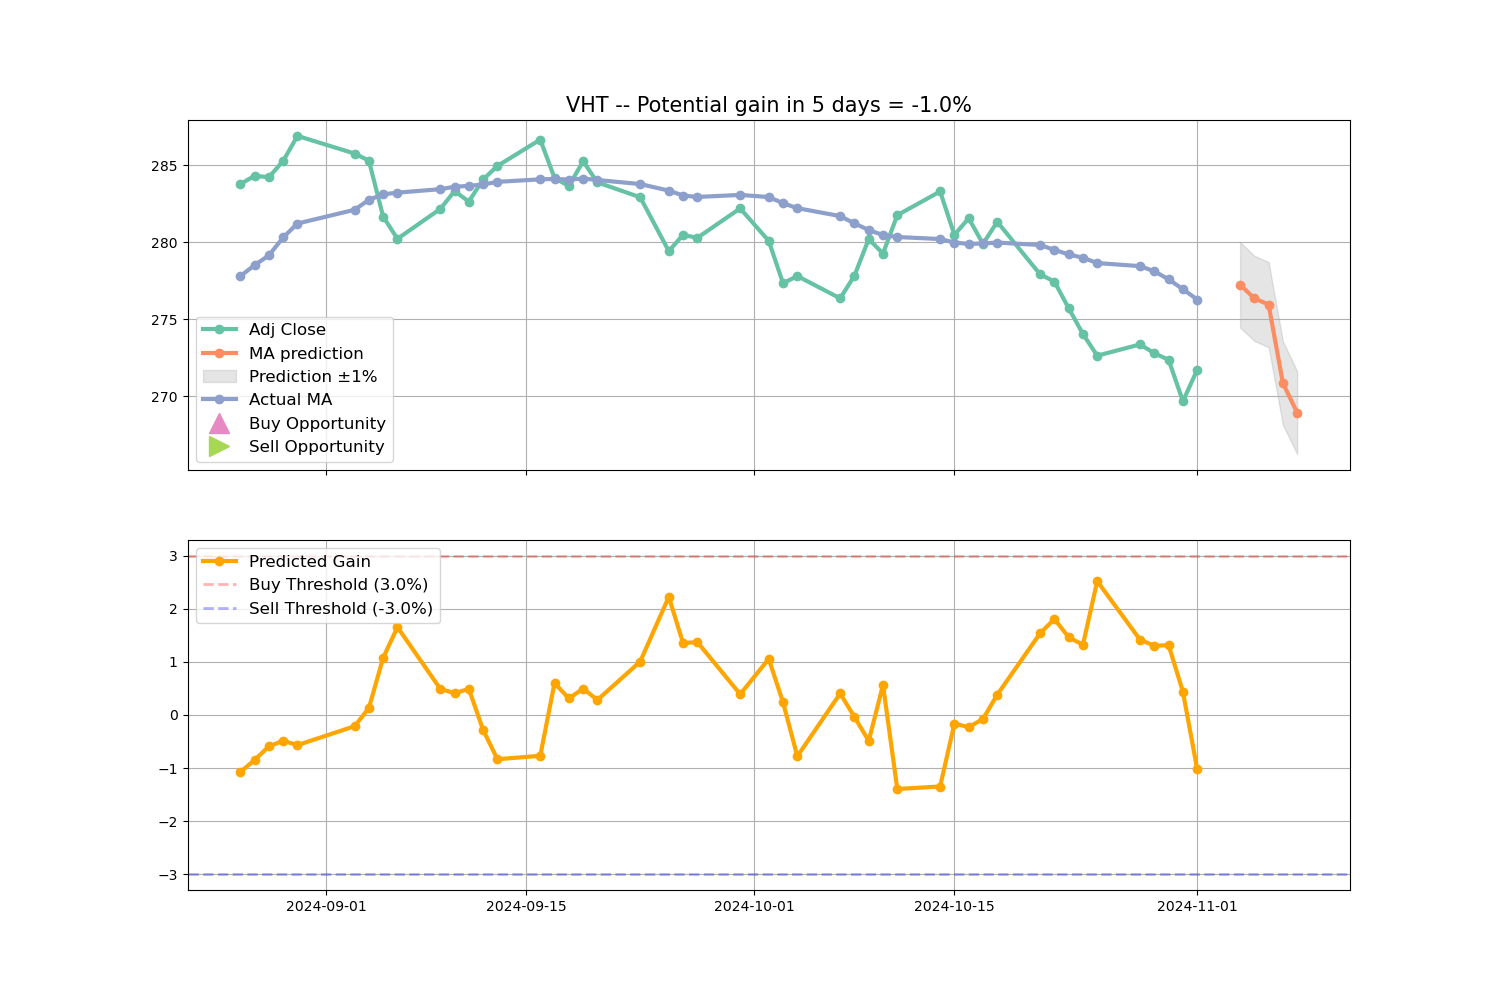 VHT -- Potential gain in 5 days = -1.0%
285
280
275
270
Adj Close
MA prediction
Prediction ±1%
Actual MA
Buy Opportunity
Sell Opportunity
3
2
1
0
−1
−2
−3
Predicted Gain
Buy Threshold (3.0%)
Sell Threshold (-3.0%)
2024-09-01
2024-09-15
2024-10-01
2024-10-15
2024-11-01